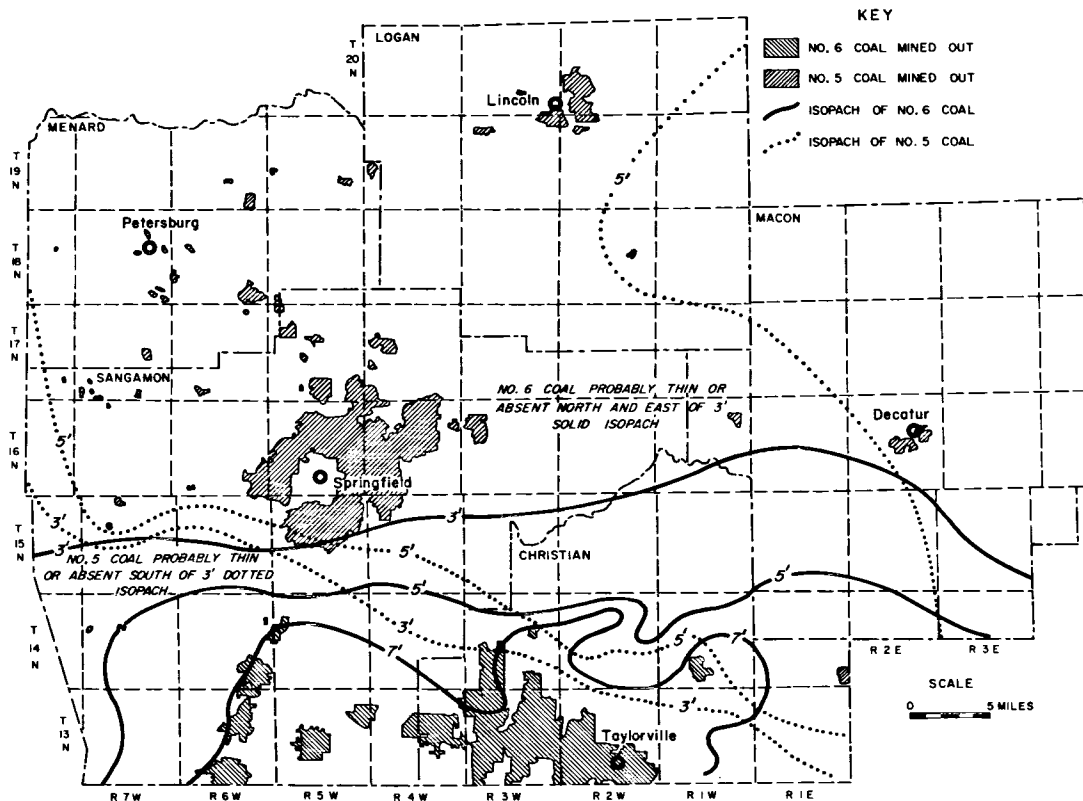 KEY
NO. 6 COAL MINED OUT
NO. 5 COAL MINED OUT
ISOPACH OF NO. 6 COAL
ISOPACH OF NO. 5 COAL
T
20
N
LOGAN
Lincoln
MENARD
T
19
N
5'
MACON
Petersburg
T
18
N
T
17
N
SANGAMON
NO. 6 COAL PROBABLY THIN OR
ABSENT NORTH AND EAST OF 3'
SOLID ISOPACH
Decatur
5'
T
16
N
Springfield
3'
3'
3'
T
15
N
5'
CHRISTIAN
NO. 5 COAL PROBABLY THIN
OR ABSENT SOUTH OF 3' DOTTED
ISOPACH
5'
5'
3'
5'
7'
T
14
N
7'
R 2 E
R 3 E
SCALE
0
5 MILES
3'
T
13
N
Taylorville
R 7 W
R 6 W
R 5 W
R 4 W
R 3 W
R 2 W
R 1 W
R 1 E